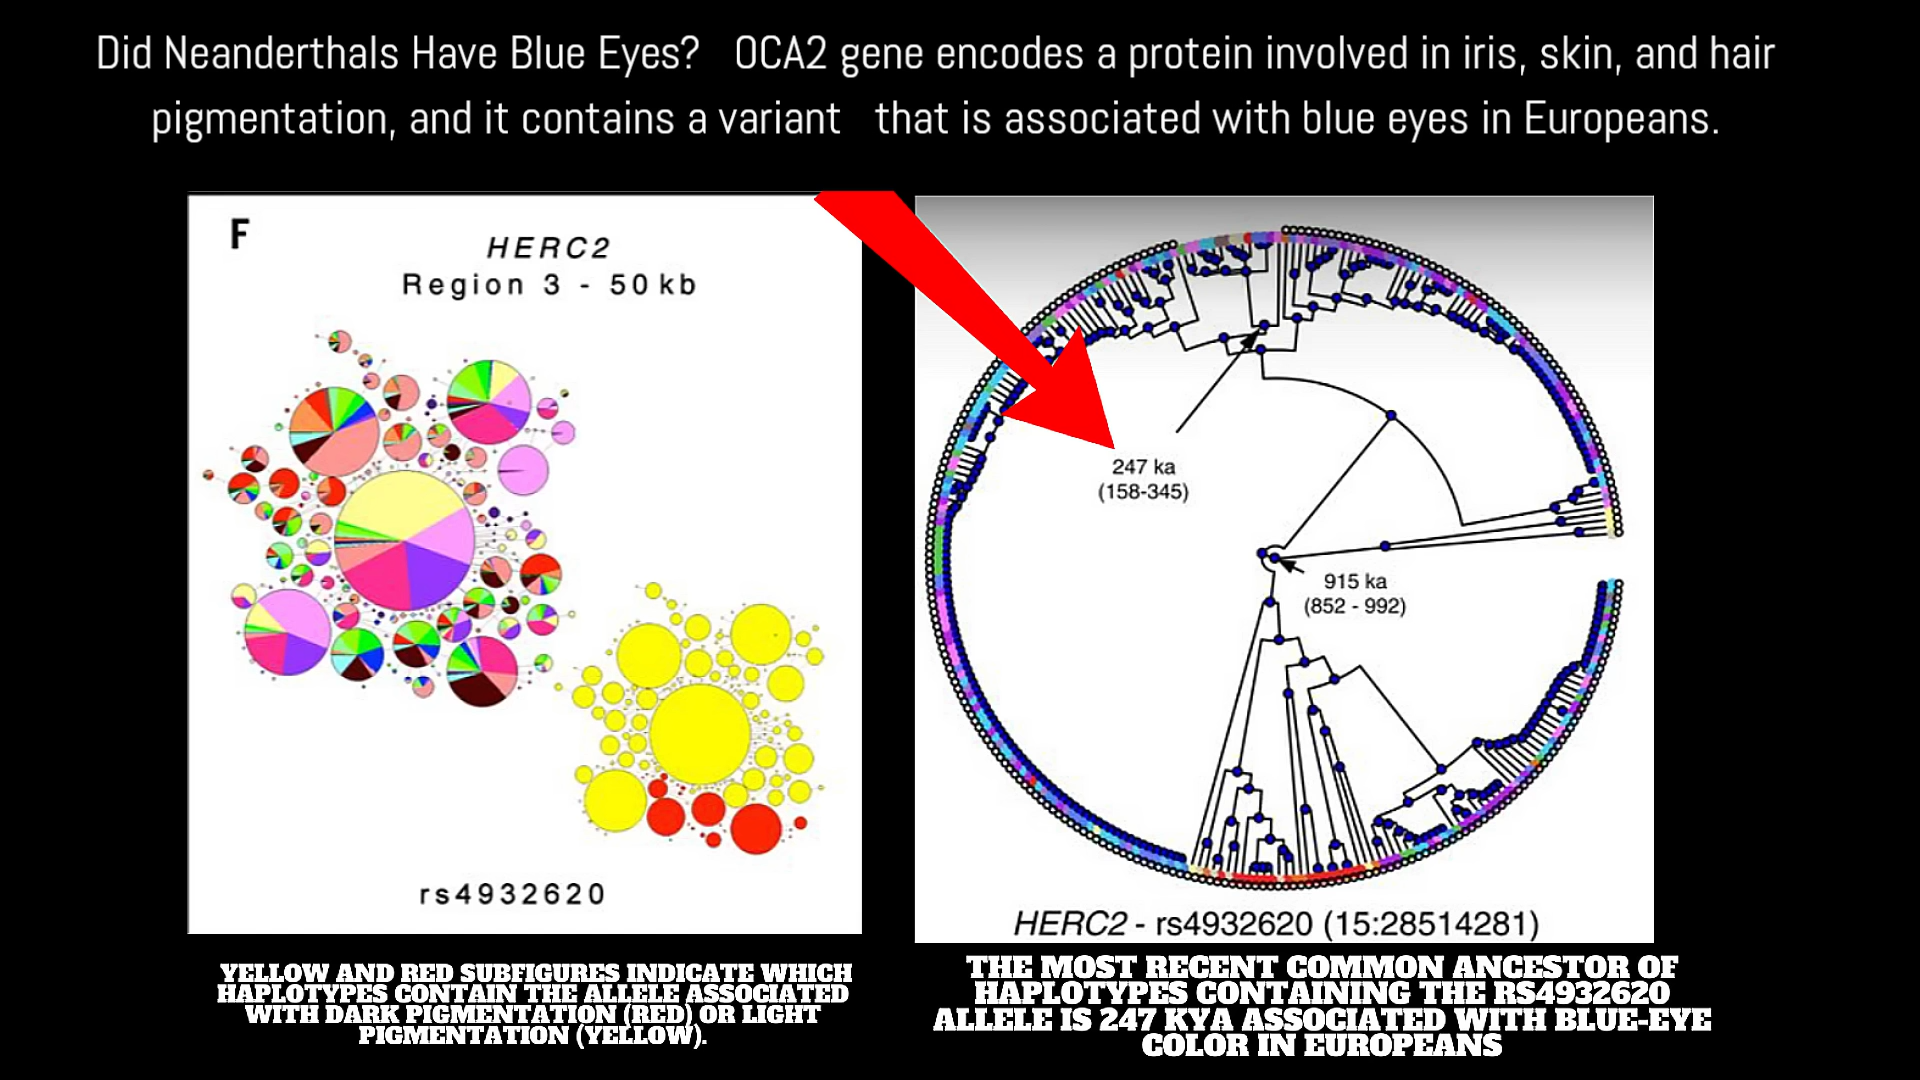 Did Neanderthals Have Blue Eyes? OCA2 gene encodes a protein involved in iris, skin, and hair
pigmentation, and it contains a variant that is associated with blue eyes in Europeans.
F
HERC2
Region 3 - 50 kb
rs4932620
247 ka
(158-345)
915 ka
(852 - 992)
HERC2 - rs4932620 (15:28514281)
YELLOW AND RED SUBFIGURES INDICATE WHICH
HAPLOTYPES CONTAIN THE ALLELE ASSOCIATED
WITH DARK PIGMENTATION (RED) OR LIGHT
PIGMENTATION (YELLOW).
THE MOST RECENT COMMON ANCESTOR OF
HAPLOTYPES CONTAINING THE RS4932620
ALLELE IS 247 KYA ASSOCIATED WITH BLUE-EYE
COLOR IN EUROPEANS